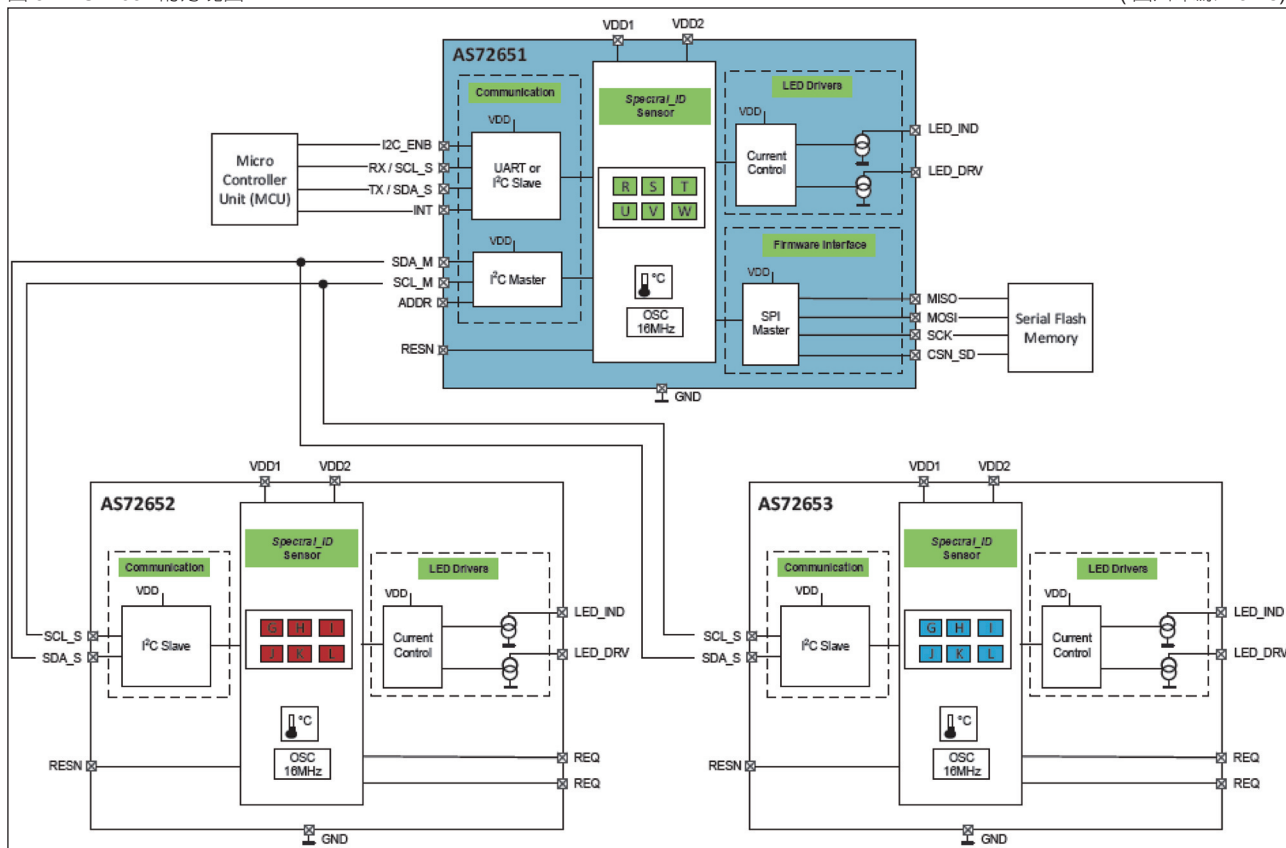 VDD1
VDD2
AS72651
Communication
VDD
UART or
I²C Slave
VDD
I²C Master
Spectral_ID
Sensor
R S T
U V W
°C
OSC
16MHz
LED Drivers
VDD
Current
Control
LED_IND
LED_DRV
Firmware Interface
VDD
SPI
Master
MISO
MOSI
SCK
CSN_SD
Serial Flash
Memory
Micro
Controller
Unit (MCU)
I2C_ENB
RX / SCL_S
TX / SDA_S
INT
SDA_M
SCL_M
ADDR
RESN
GND
VDD1
VDD2
AS72652
Communication
VDD
I²C Slave
Spectral_ID
Sensor
G H I
J K L
°C
OSC
16MHz
LED Drivers
VDD
Current
Control
LED_IND
LED_DRV
SCL_S
SDA_S
RESN
REQ
REQ
GND
VDD1
VDD2
AS72653
Communication
VDD
I²C Slave
Spectral_ID
Sensor
G H I
J K L
°C
OSC
16MHz
LED Drivers
VDD
Current
Control
LED_IND
LED_DRV
SCL_S
SDA_S
RESN
REQ
REQ
GND